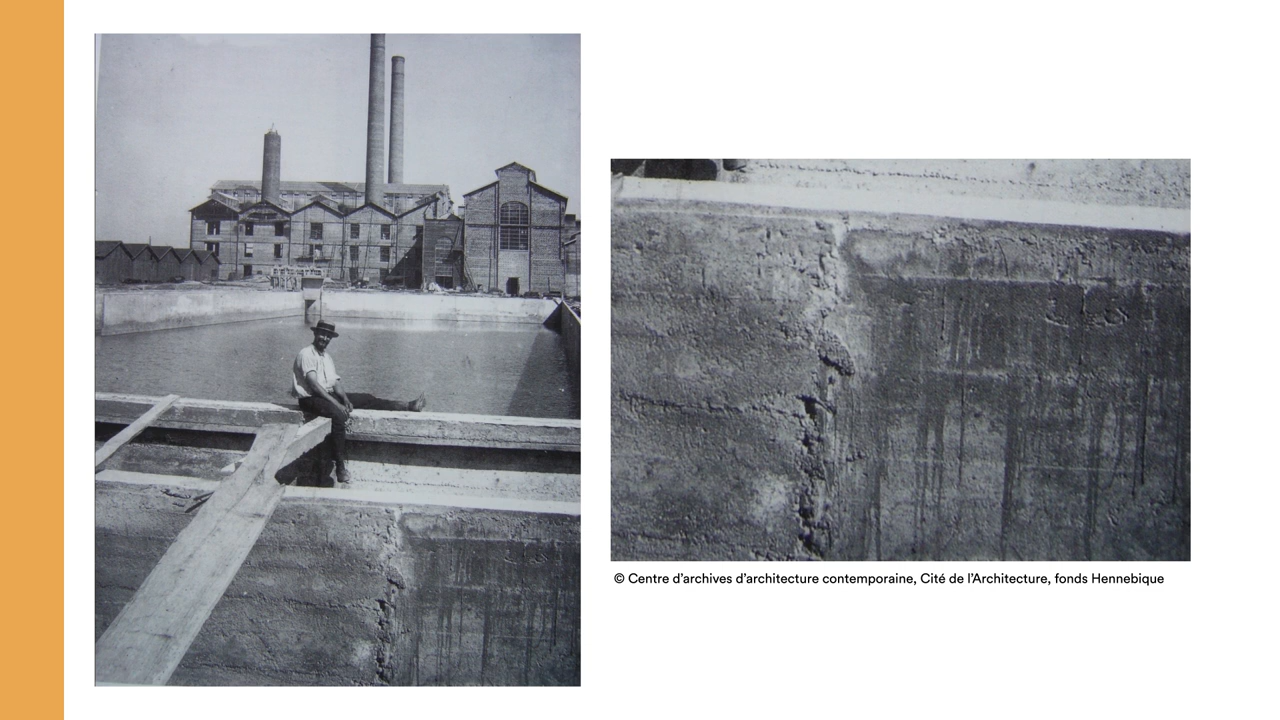 © Centre d’archives d’architecture contemporaine, Cité de l’Architecture, fonds Hennebique